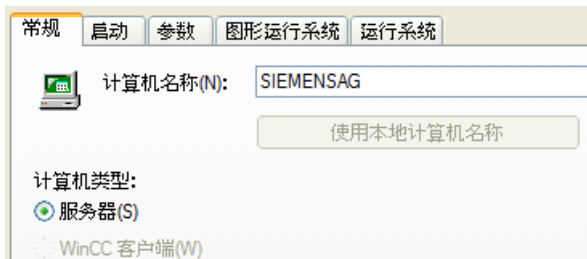 常规 启动 参数 图形运行系统 运行系统
计算机名称(N): SIEMENSAG
使用本地计算机名称
计算机类型:
服务器(S)
WinCC 客户端(W)